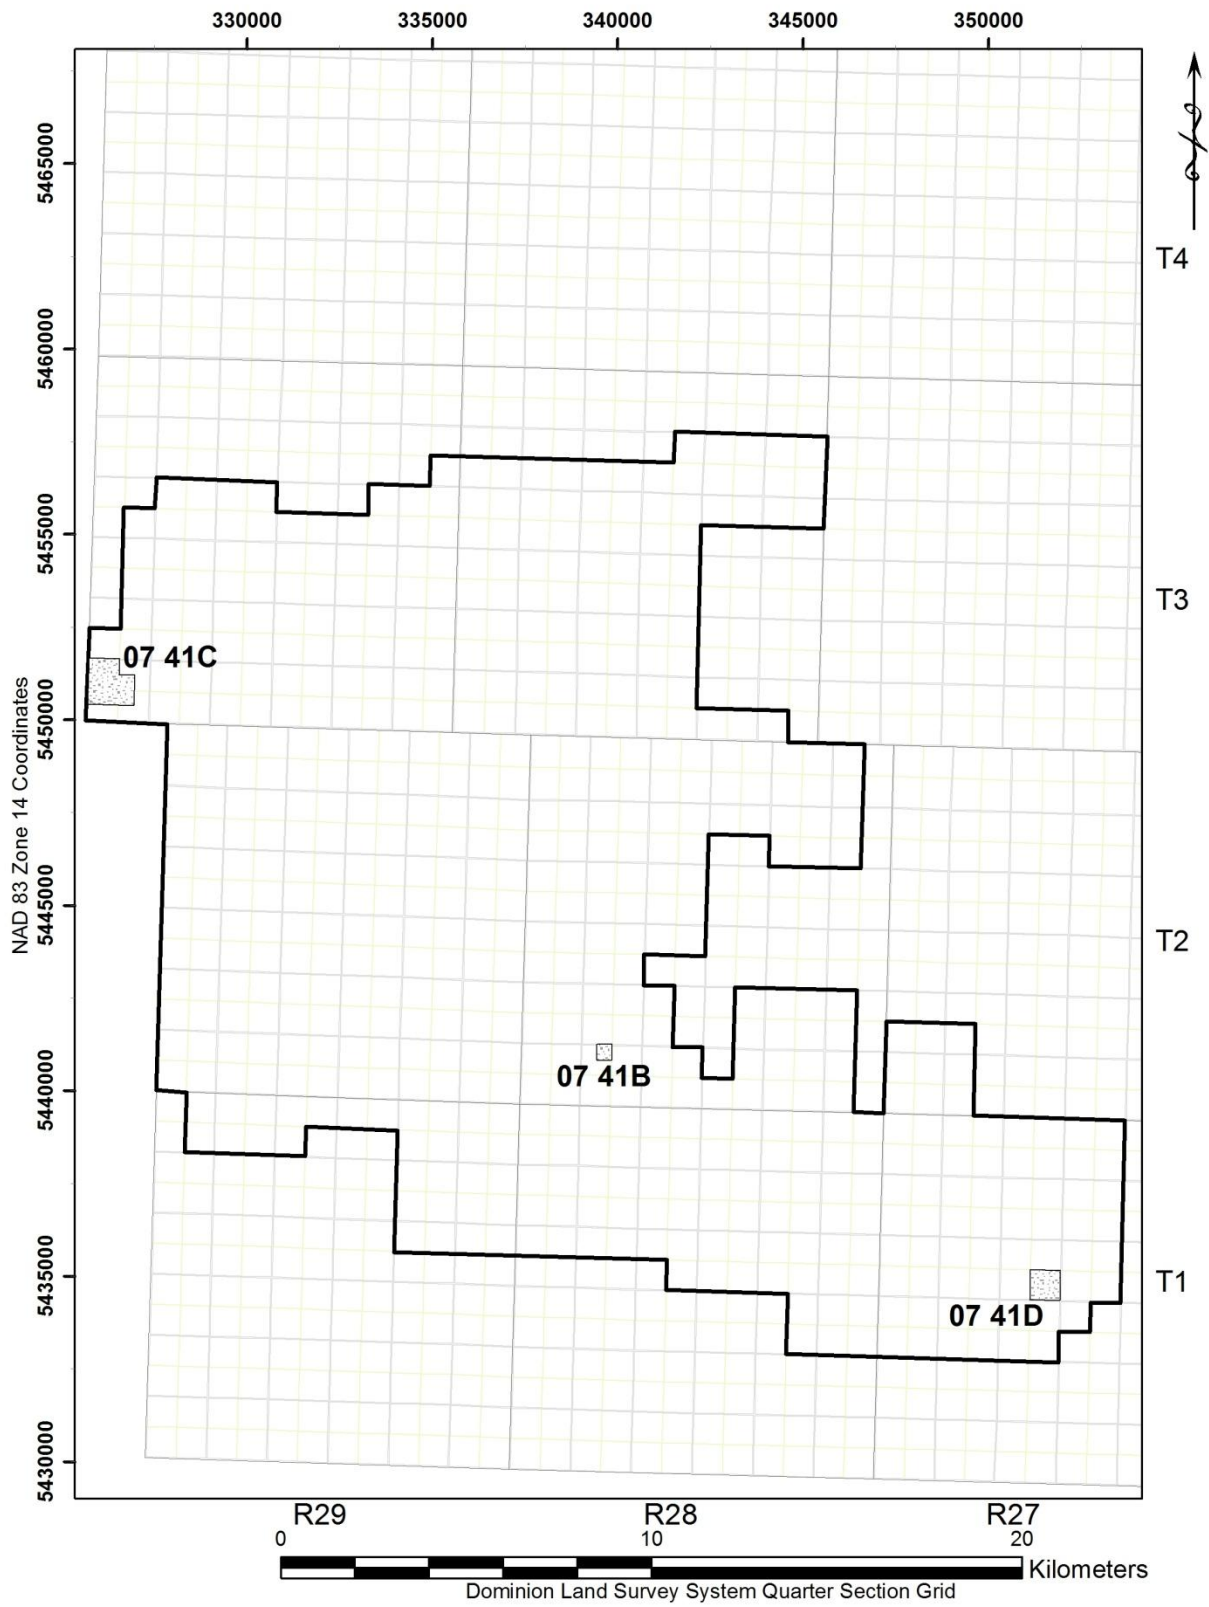 330000 335000 340000 345000 350000
5465000
T4
5460000
5455000
T3
07 41C
5450000
NAD 83 Zone 14 Coordinates
5445000
T2
07 41B
5440000
5435000
T1
07 41D
5430000
R29 R28 R27
0 10 20
Kilometers
Dominion Land Survey System Quarter Section Grid